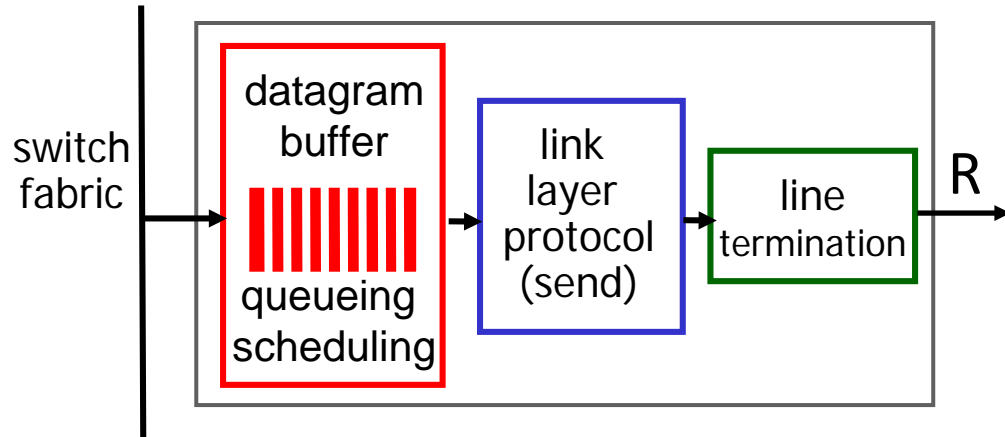 switch
fabric
datagram
buffer
queueing
scheduling
link
layer
protocol
(send)
line
termination
R